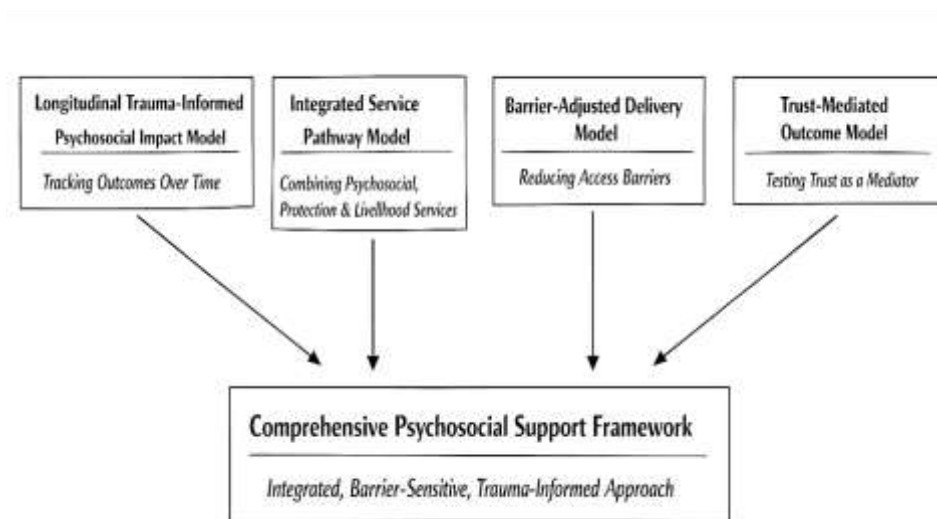 Longitudinal Trauma-Informed
Psychosocial Impact Model
Tracking Outcomes Over Time
Integrated Service
Pathway Model
Combining Psychosocial,
Protection & Livelihood Services
Barrier-Adjusted Delivery
Model
Reducing Access Barriers
Trust-Mediated
Outcome Model
Testing Trust as a Mediator
Comprehensive Psychosocial Support Framework
Integrated, Barrier-Sensitive, Trauma-Informed Approach